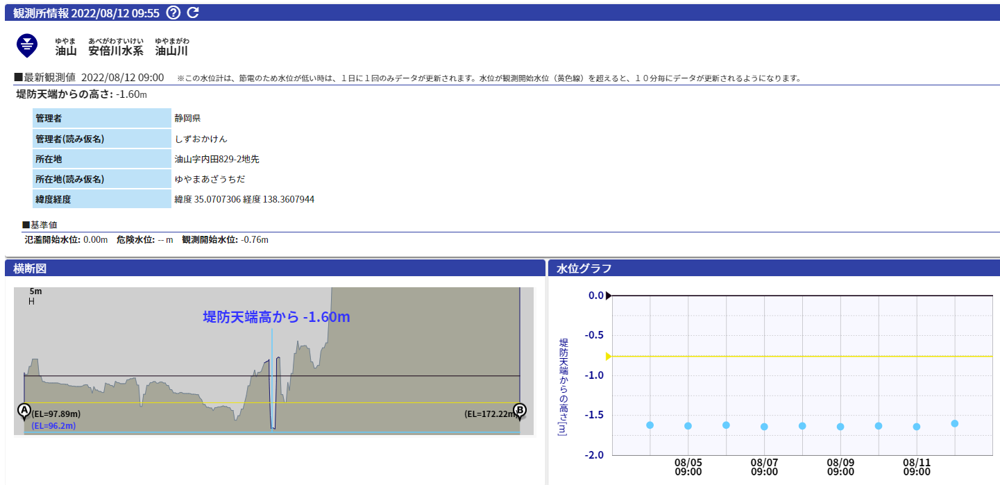 観測所情報 2022/08/12 09:55
ゆやま あべがわすいけい ゆやまがわ
油山 安倍川水系 油山川
■最新観測値 2022/08/12 09:00 ※この水位計は、節電のため水位が低い時は、１日に１回のみデータが更新されます。水位が観測開始水位（黄色線）を超えると、１０分毎にデータが更新されるようになります。
堤防天端からの高さ: -1.60m
管理者 静岡県
管理者(読み仮名) しずおかけん
所在地 油山字内田829-2地先
所在地(読み仮名) ゆやまあざうちだ
緯度経度 緯度 35.0707306 経度 138.3607944
■基準値
氾濫開始水位: 0.00m 危険水位: -- m 観測開始水位: -0.76m
横断図
5m
H
堤防天端高から -1.60m
A
(EL=97.89m)
(EL=96.2m)
(EL=172.22m)
B
水位グラフ
堤防天端からの高さ[m]
0.0
-0.5
-1.0
-1.5
-2.0
08/05 08/07 08/09 08/11
09:00 09:00 09:00 09:00